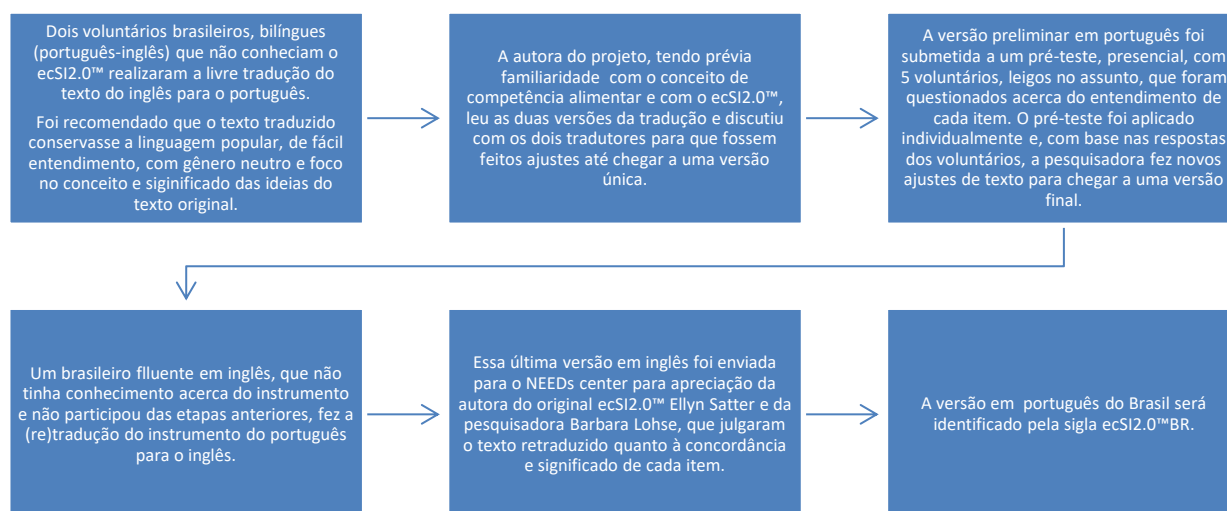 Dois voluntários brasileiros, bilíngues
(português-inglês) que não conheciam o
ecSI2.0™ realizaram a livre tradução do
texto do inglês para o português.
Foi recomendado que o texto traduzido
conservasse a linguagem popular, de fácil
entendimento, com gênero neutro e foco
no conceito e siginificado das ideias do
texto original.
A autora do projeto, tendo prévia
familiaridade com o conceito de
competência alimentar e com o ecSI2.0™,
leu as duas versões da tradução e discutiu
com os dois tradutores para que fossem
feitos ajustes até chegar a uma versão
única.
A versão preliminar em português foi
submetida a um pré-teste, presencial, com
5 voluntários, leigos no assunto, que foram
questionados acerca do entendimento de
cada item. O pré-teste foi aplicado
individualmente e, com base nas respostas
dos voluntários, a pesquisadora fez novos
ajustes de texto para chegar a uma versão
final.
Um brasileiro flluente em inglês, que não
tinha conhecimento acerca do instrumento
e não participou das etapas anteriores, fez a
(re)tradução do instrumento do português
para o inglês.
Essa última versão em inglês foi enviada
para o NEEDs center para apreciação da
autora do original ecSI2.0™ Ellyn Satter e da
pesquisadora Barbara Lohse, que julgaram
o texto retraduzido quanto à concordância
e significado de cada item.
A versão em português do Brasil será
identificado pela sigla ecSI2.0™BR.